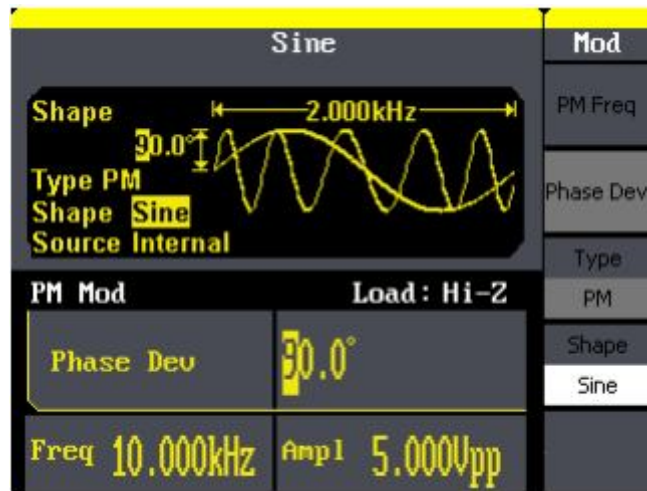 Sine
Shape
2.000kHz
90.0°
Type PM
Shape Sine
Source Internal
PM Mod Load: Hi-Z
Phase Dev 90.0°
Freq 10.000kHz Ampl 5.000Vpp
Mod
PM Freq
Phase Dev
Type
PM
Shape
Sine